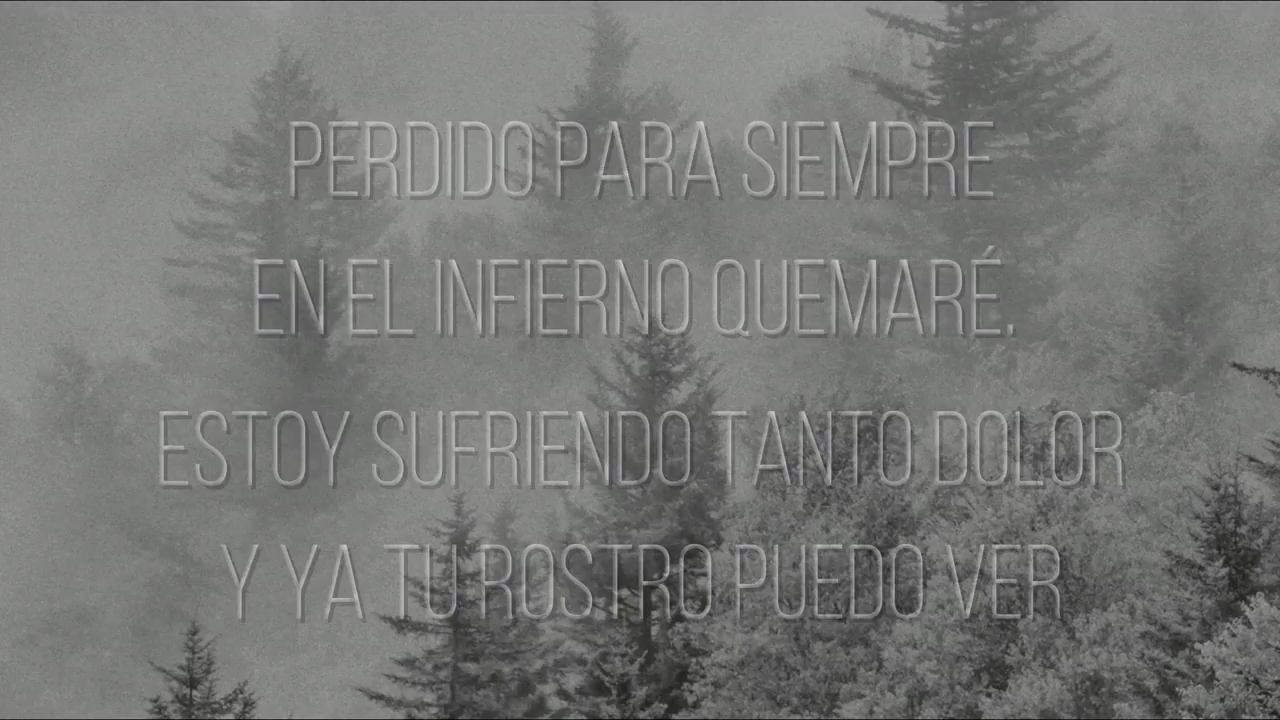 PERDIDO PARA SIEMPRE
EN EL INFIERNO QUEMARÉ.
ESTOY SUFRIENDO TANTO DOLOR
Y YA TU ROSTRO PUEDO VER